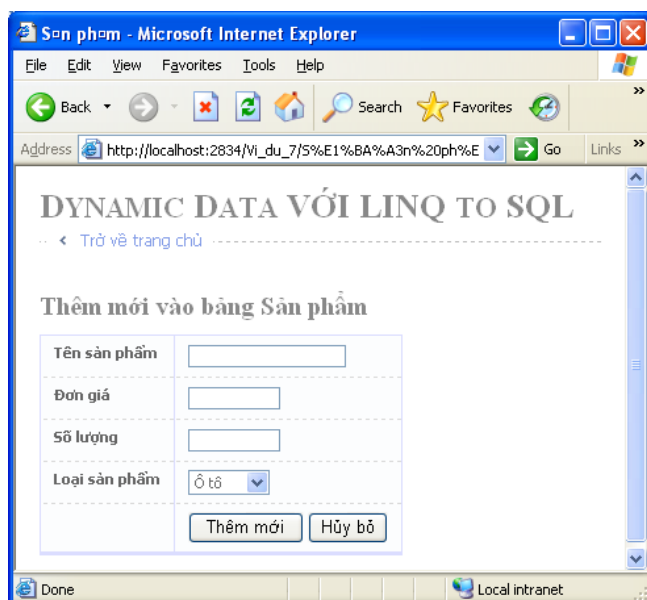 Sản phẩm - Microsoft Internet Explorer
File Edit View Favorites Tools Help
Back Search Favorites »
Address http://localhost:2834/Vi_du_7/S%E1%BA%A3n%20ph%E Go Links »
DYNAMIC DATA VỚI LINQ TO SQL
Trở về trang chủ
Thêm mới vào bảng Sản phẩm
Tên sản phẩm
Đơn giá
Số lượng
Loại sản phẩm Ô tô
Thêm mới Hủy bỏ
Done Local intranet